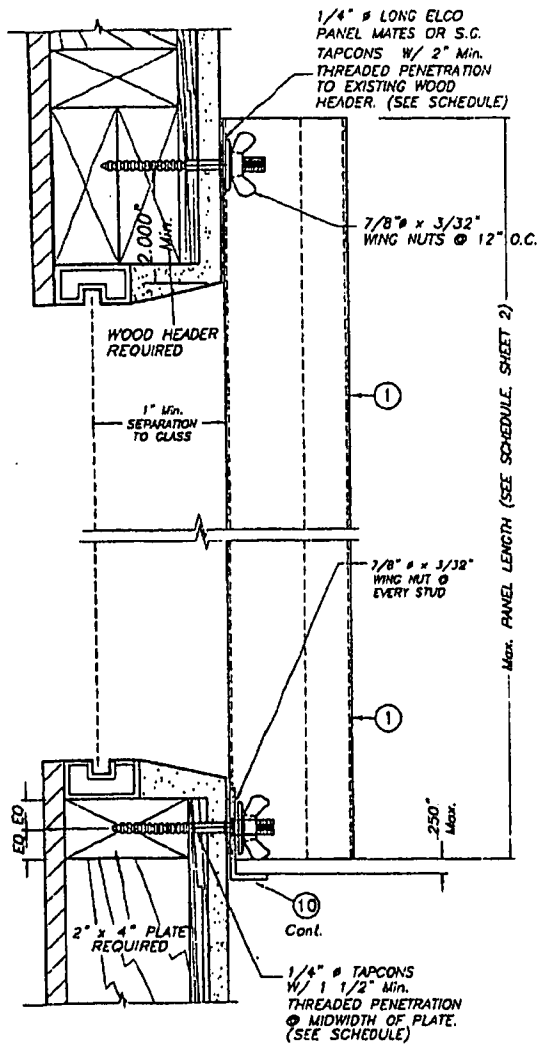 1/4" ø LONG ELCO
PANEL MATES OR S.G.
TAPCONS W/ 2" Min.
THREADED PENETRATION
TO EXISTING WOOD
HEADER. (SEE SCHEDULE)
7/8"ø x 3/32"
WING NUTS @ 12" O.C.
2.000"
Min.
WOOD HEADER
REQUIRED
1" Min.
SEPARATION
TO GLASS
1
Max. PANEL LENGTH (SEE SCHEDULE, SHEET 2)
7/8" ø x 3/32"
WING NUT @
EVERY STUD
1
.250"
Max.
EQ EQ
10
Cont.
2" x 4" PLATE
REQUIRED
1/4" ø TAPCONS
W/ 1 1/2" Min.
THREADED PENETRATION
@ MIDWIDTH OF PLATE.
(SEE SCHEDULE)